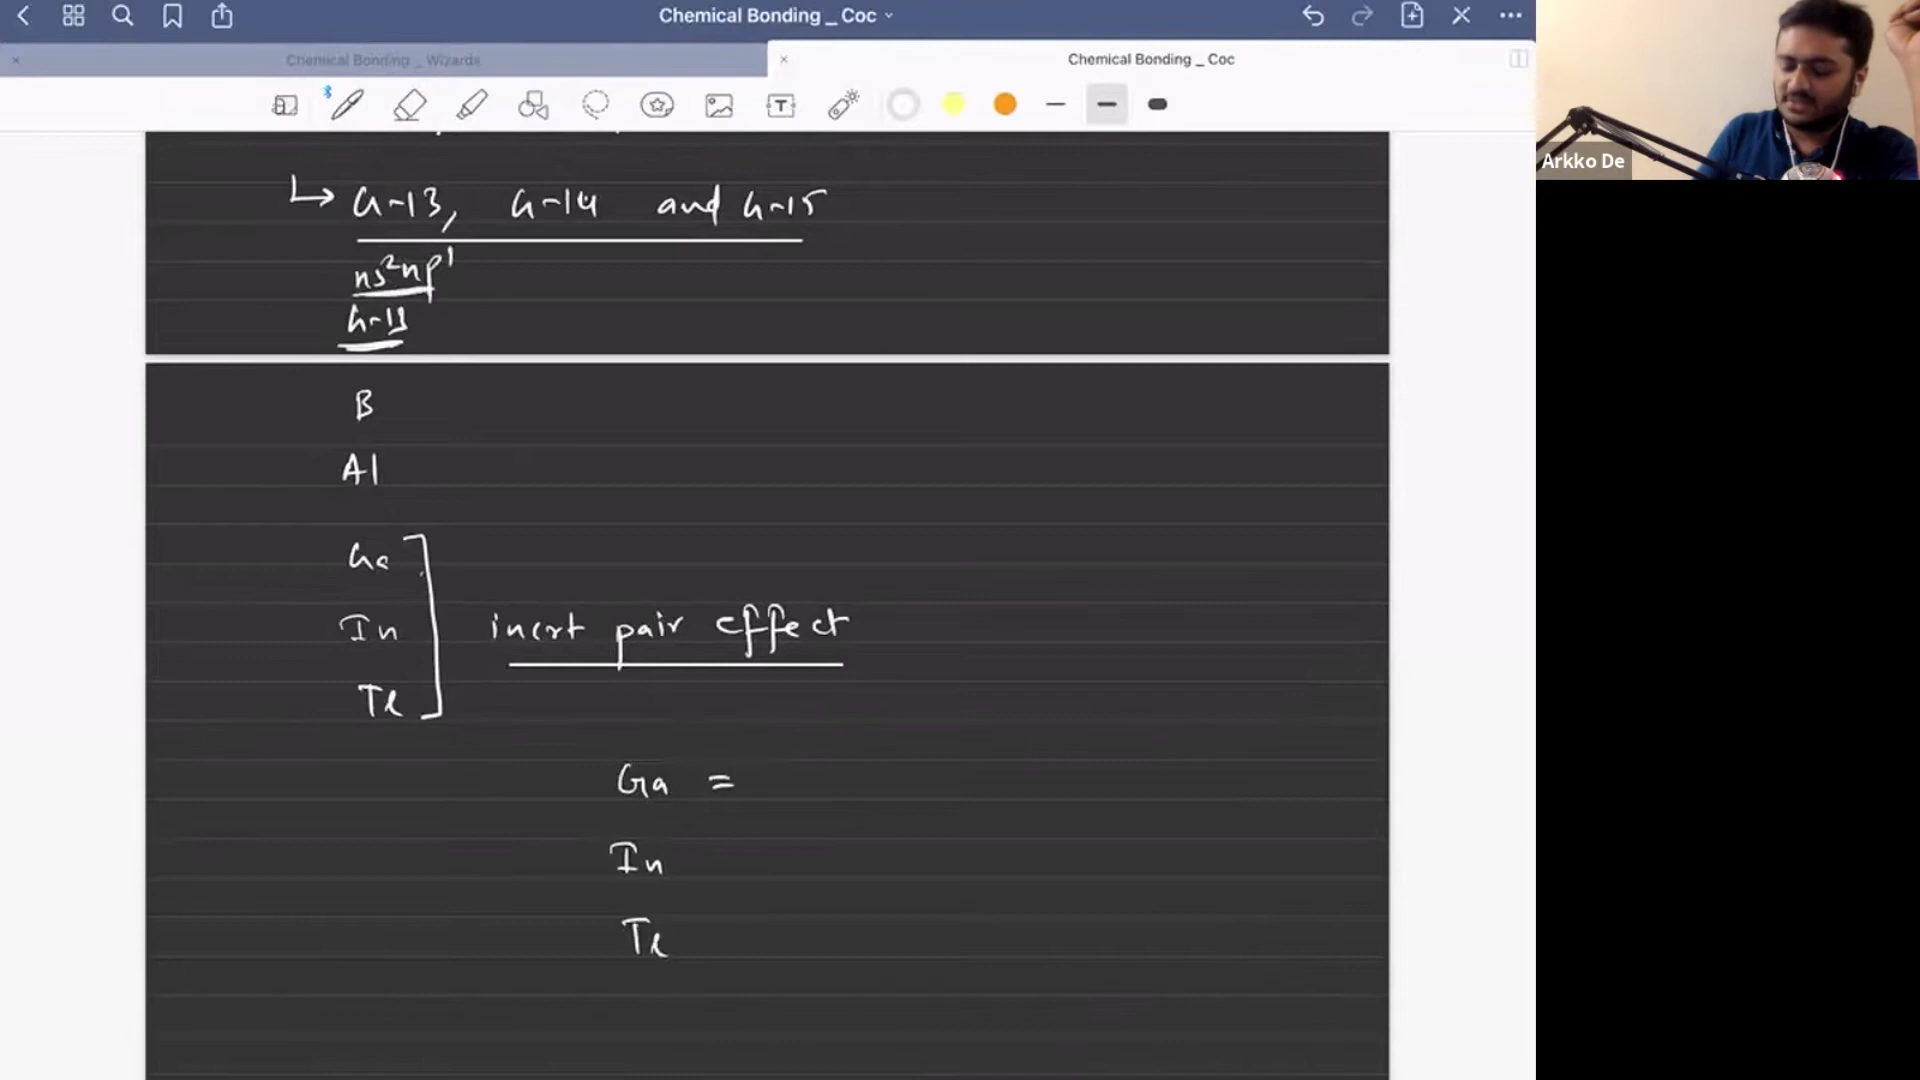 Chemical Bonding _ Coc
Chemical Bonding _ Wizards
Chemical Bonding _ Coc
T
Arkko De
↳ G-13, G-14 and G-15
ns²np¹
G-13
B
Al
Ga
In
Tl
inert pair effect
Ga =
In
Tl